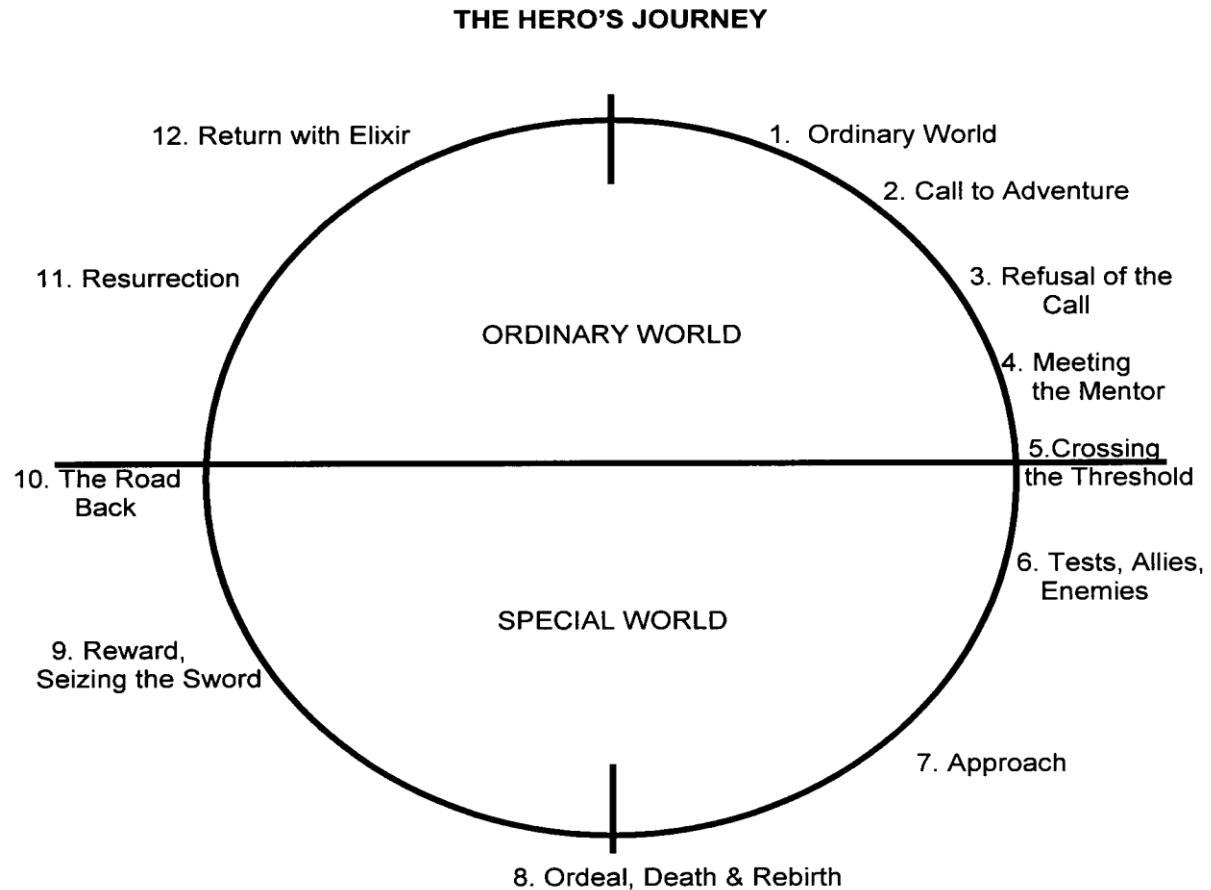 THE HERO'S JOURNEY
12. Return with Elixir
1. Ordinary World
2. Call to Adventure
11. Resurrection
3. Refusal of the
Call
ORDINARY WORLD
4. Meeting
the Mentor
5.Crossing
the Threshold
10. The Road
Back
6. Tests, Allies,
Enemies
SPECIAL WORLD
9. Reward,
Seizing the Sword
7. Approach
8. Ordeal, Death & Rebirth